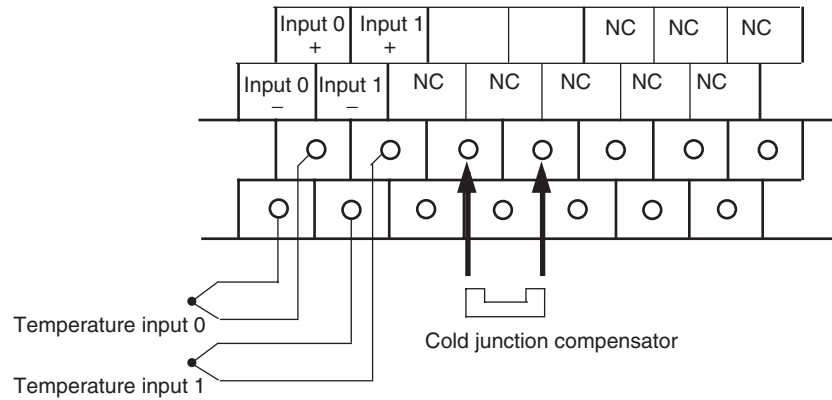 Input 0 Input 1 NC NC NC
+ +
Input 0 Input 1 NC NC NC NC NC
– –
Temperature input 0
Cold junction compensator
Temperature input 1